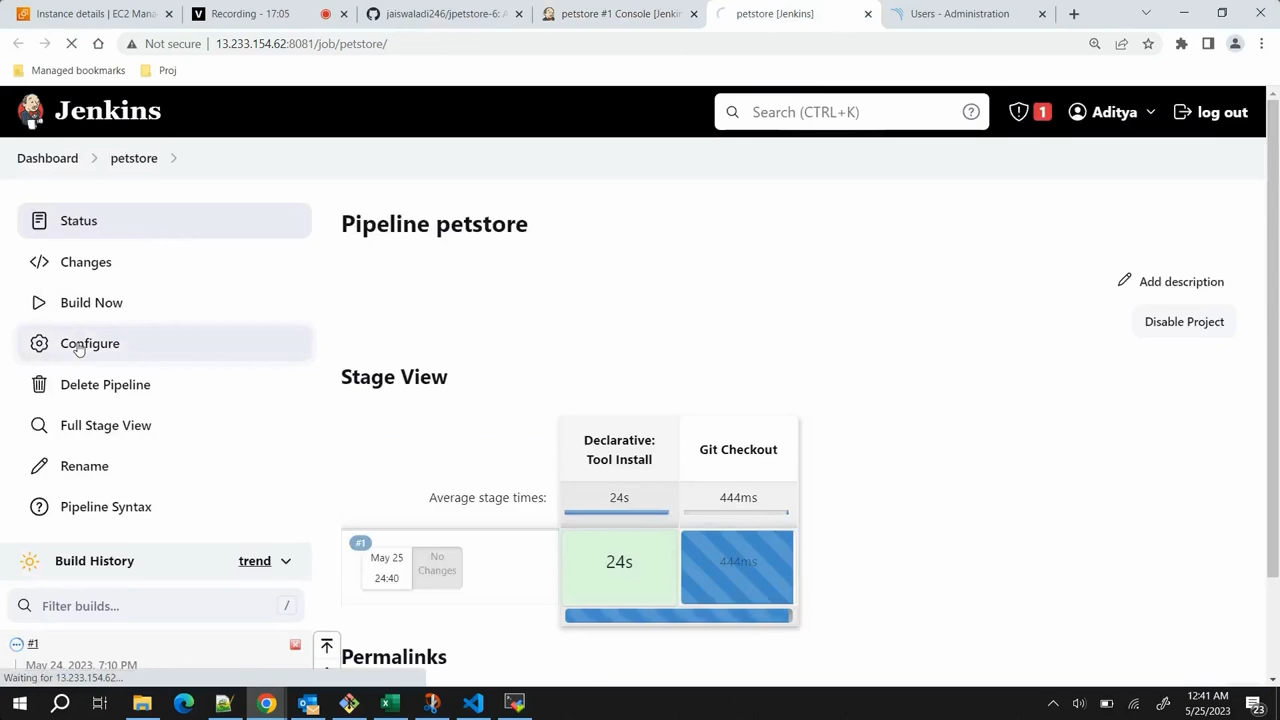 Instance details | EC2 Mana
Recording - 17:05
jaiswaladi246/jpetstore-6: A
petstore #1 Console [Jenkins
petstore [Jenkins]
Users - Administration
Not secure | 13.233.154.62:8081/job/petstore/
Managed bookmarks
Proj
Jenkins
Search (CTRL+K)
1
Aditya
log out
Dashboard
petstore
Status
Changes
Build Now
Configure
Delete Pipeline
Full Stage View
Rename
Pipeline Syntax
Build History
trend
Filter builds...
/
#1
May 24, 2023, 7:10 PM
Pipeline petstore
Add description
Disable Project
Stage View
Declarative:
Tool Install
Git Checkout
Average stage times:
24s
444ms
#1
May 25
24:40
No
Changes
24s
444ms
Permalinks
Waiting for 13.233.154.62...
12:41 AM
5/25/2023
23